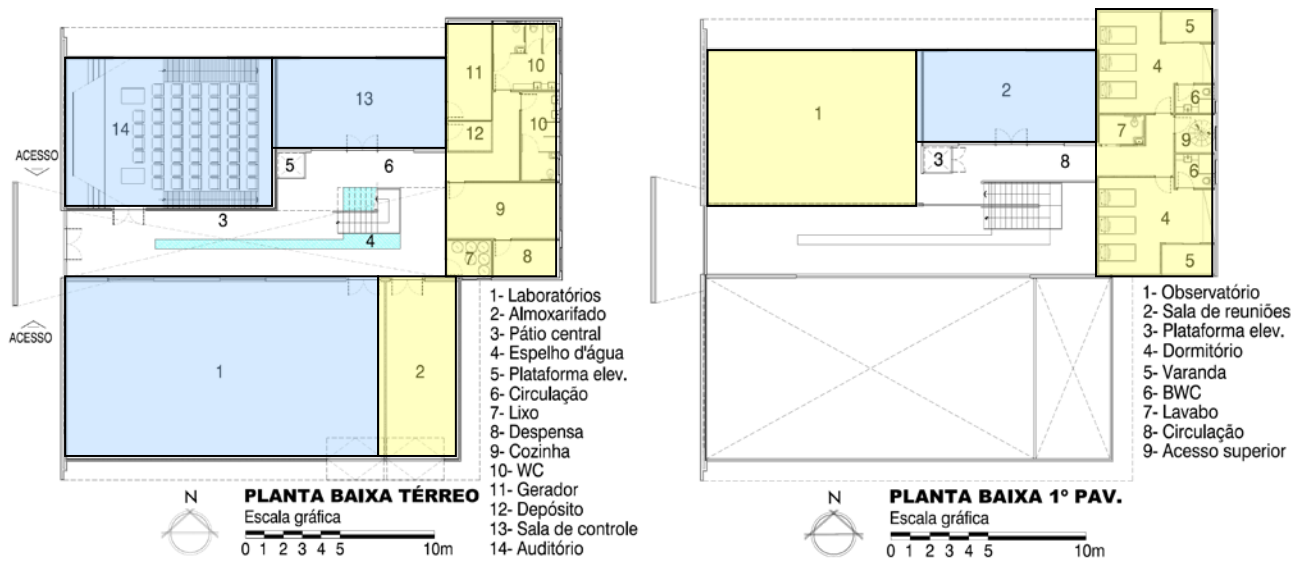 11
10
13
12
10
14
ACESSO
5
6
3
9
4
7
8
ACESSO
1
2
1- Laboratórios
2- Almoxarifado
3- Pátio central
4- Espelho d'água
5- Plataforma elev.
6- Circulação
7- Lixo
8- Despensa
9- Cozinha
10- WC
11- Gerador
12- Depósito
13- Sala de controle
14- Auditório
N
PLANTA BAIXA TÉRREO
Escala gráfica
0 1 2 3 4 5 10m
5
4
1
2
6
7
9
3
8
6
4
5
1- Observatório
2- Sala de reuniões
3- Plataforma elev.
4- Dormitório
5- Varanda
6- BWC
7- Lavabo
8- Circulação
9- Acesso superior
N
PLANTA BAIXA 1º PAV.
Escala gráfica
0 1 2 3 4 5 10m